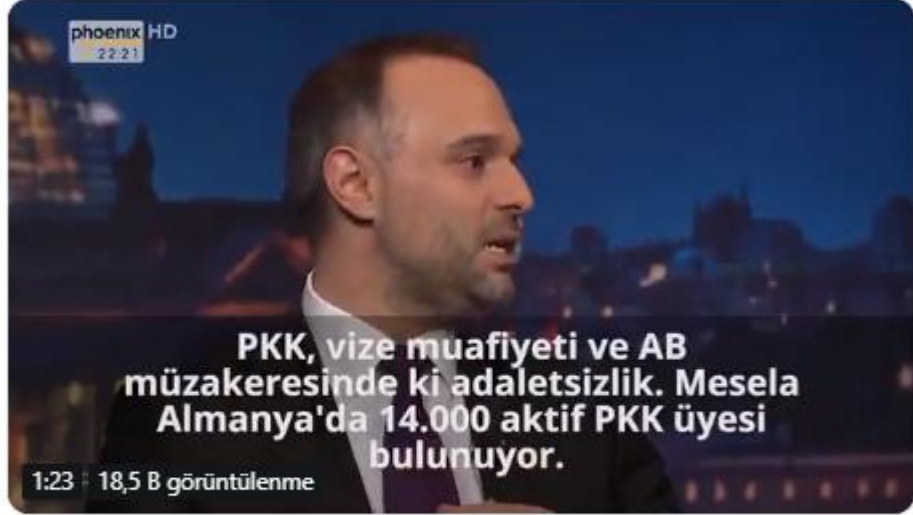 phoenix HD
22:21
PKK, vize muafiyeti ve AB
müzakeresinde ki adaletsizlik. Mesela
Almanya'da 14.000 aktif PKK üyesi
bulunuyor.
1:23 18,5 B görüntülenme